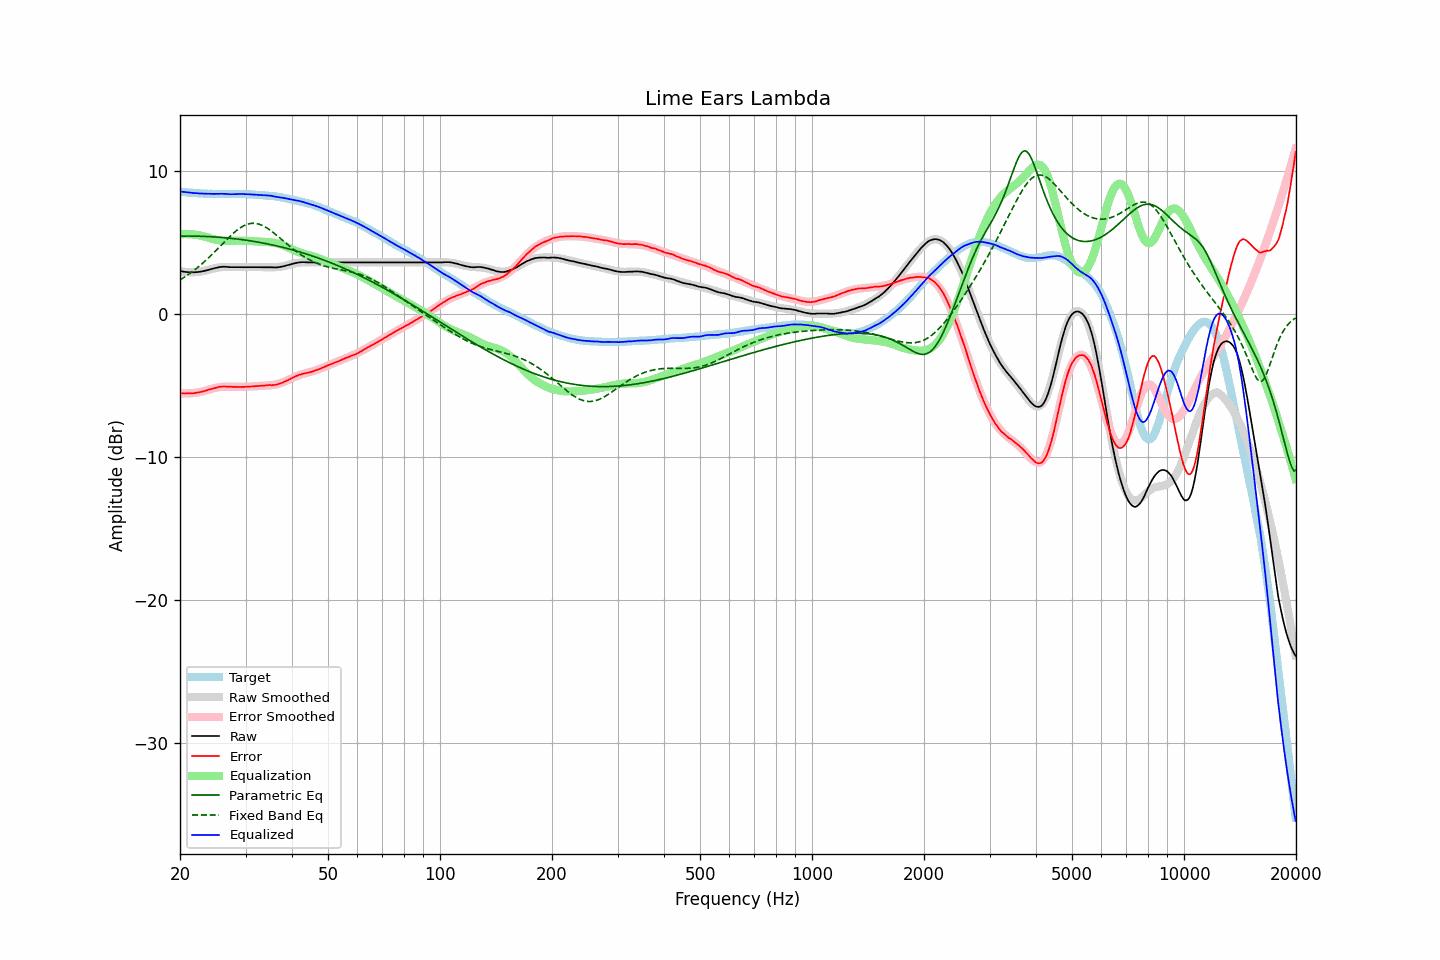 Lime Ears Lambda
10
0
−10
−20
−30
Amplitude (dBr)
Target
Raw Smoothed
Error Smoothed
Raw
Error
Equalization
Parametric Eq
Fixed Band Eq
Equalized
20 50 100 200 500 1000 2000 5000 10000 20000
Frequency (Hz)